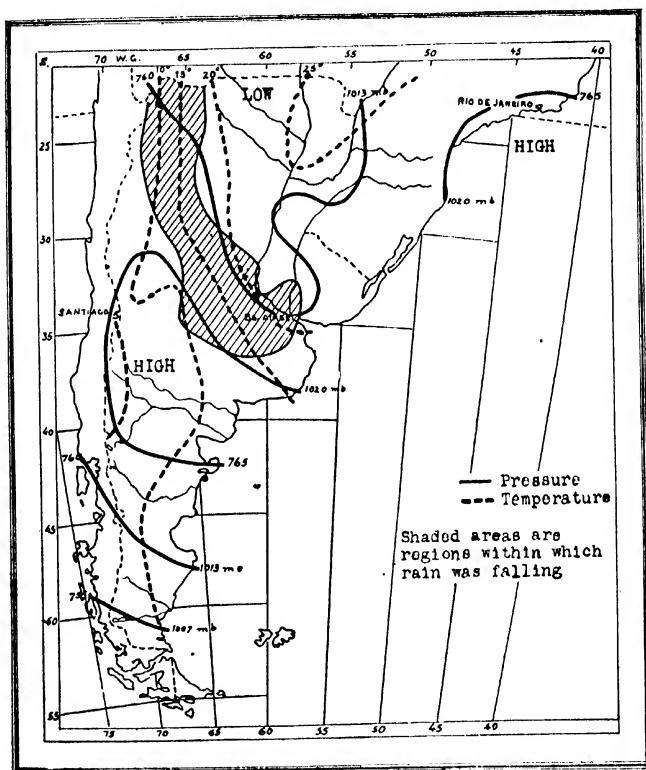 70 W.G. 65 60 55 50 45 40
760 10° 15° 20° 25°
LOW
1013 mb
RIO DE JANEIRO
765
HIGH
25
1020 mb
30
SANTIAGO
35
HIGH
1020 mb
40
760
765
Pressure
Temperature
45
Shaded areas are
regions within which
rain was falling
1013 m
1007 mb
50
55
75 70 65 60 55 50 45 40